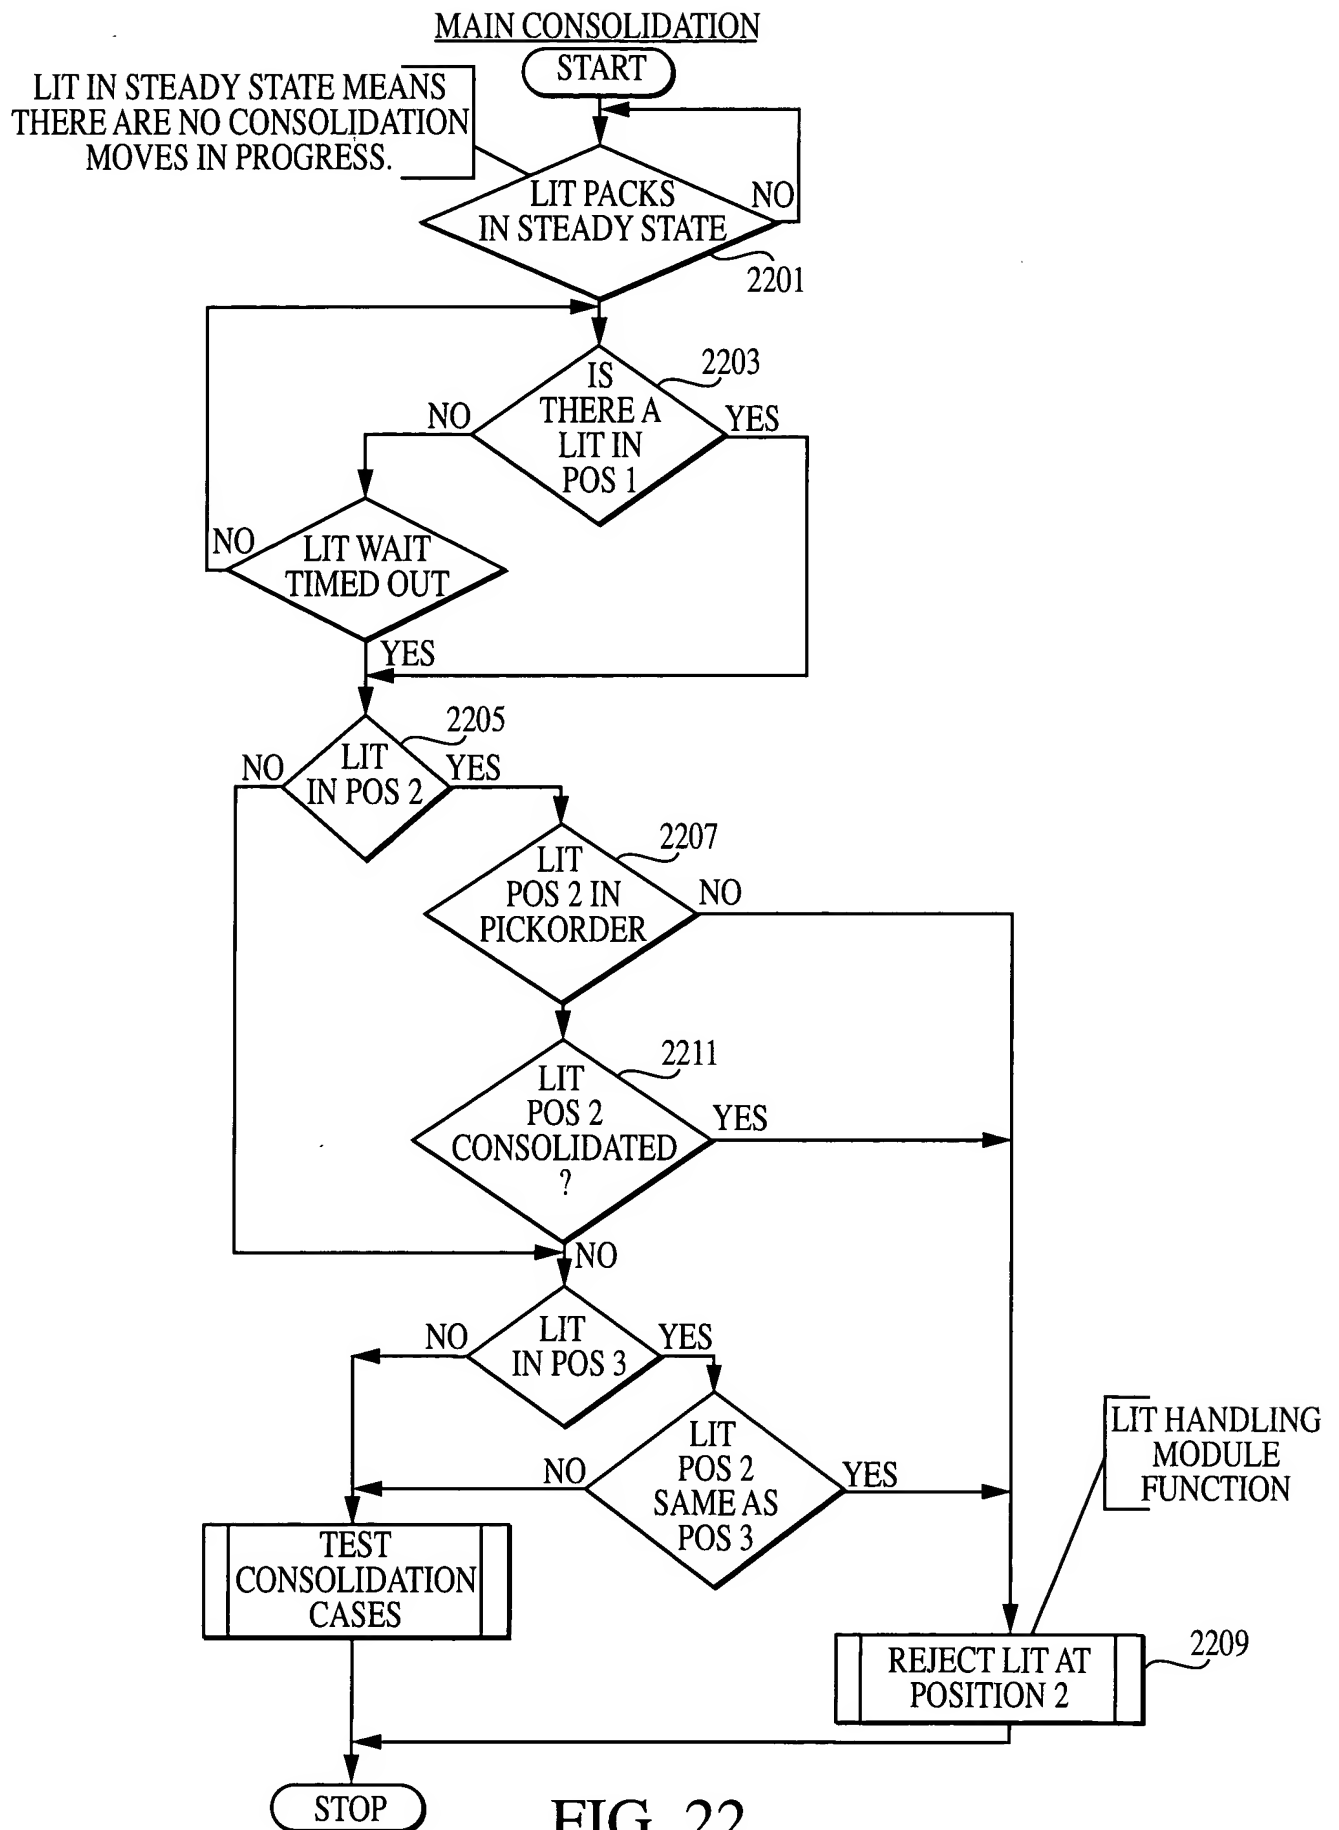 MAIN CONSOLIDATION
START
LIT IN STEADY STATE MEANS
THERE ARE NO CONSOLIDATION
MOVES IN PROGRESS.
LIT PACKS
IN STEADY STATE
NO
2201
IS
THERE A
LIT IN
POS 1
2203
NO
YES
LIT WAIT
TIMED OUT
NO
YES
LIT
IN POS 2
2205
NO
YES
LIT
POS 2 IN
PICKORDER
2207
NO
LIT
POS 2
CONSOLIDATED
?
2211
YES
NO
LIT
IN POS 3
NO
YES
LIT
POS 2
SAME AS
POS 3
NO
YES
LIT HANDLING
MODULE
FUNCTION
TEST
CONSOLIDATION
CASES
REJECT LIT AT
POSITION 2
2209
STOP
FIG. 22